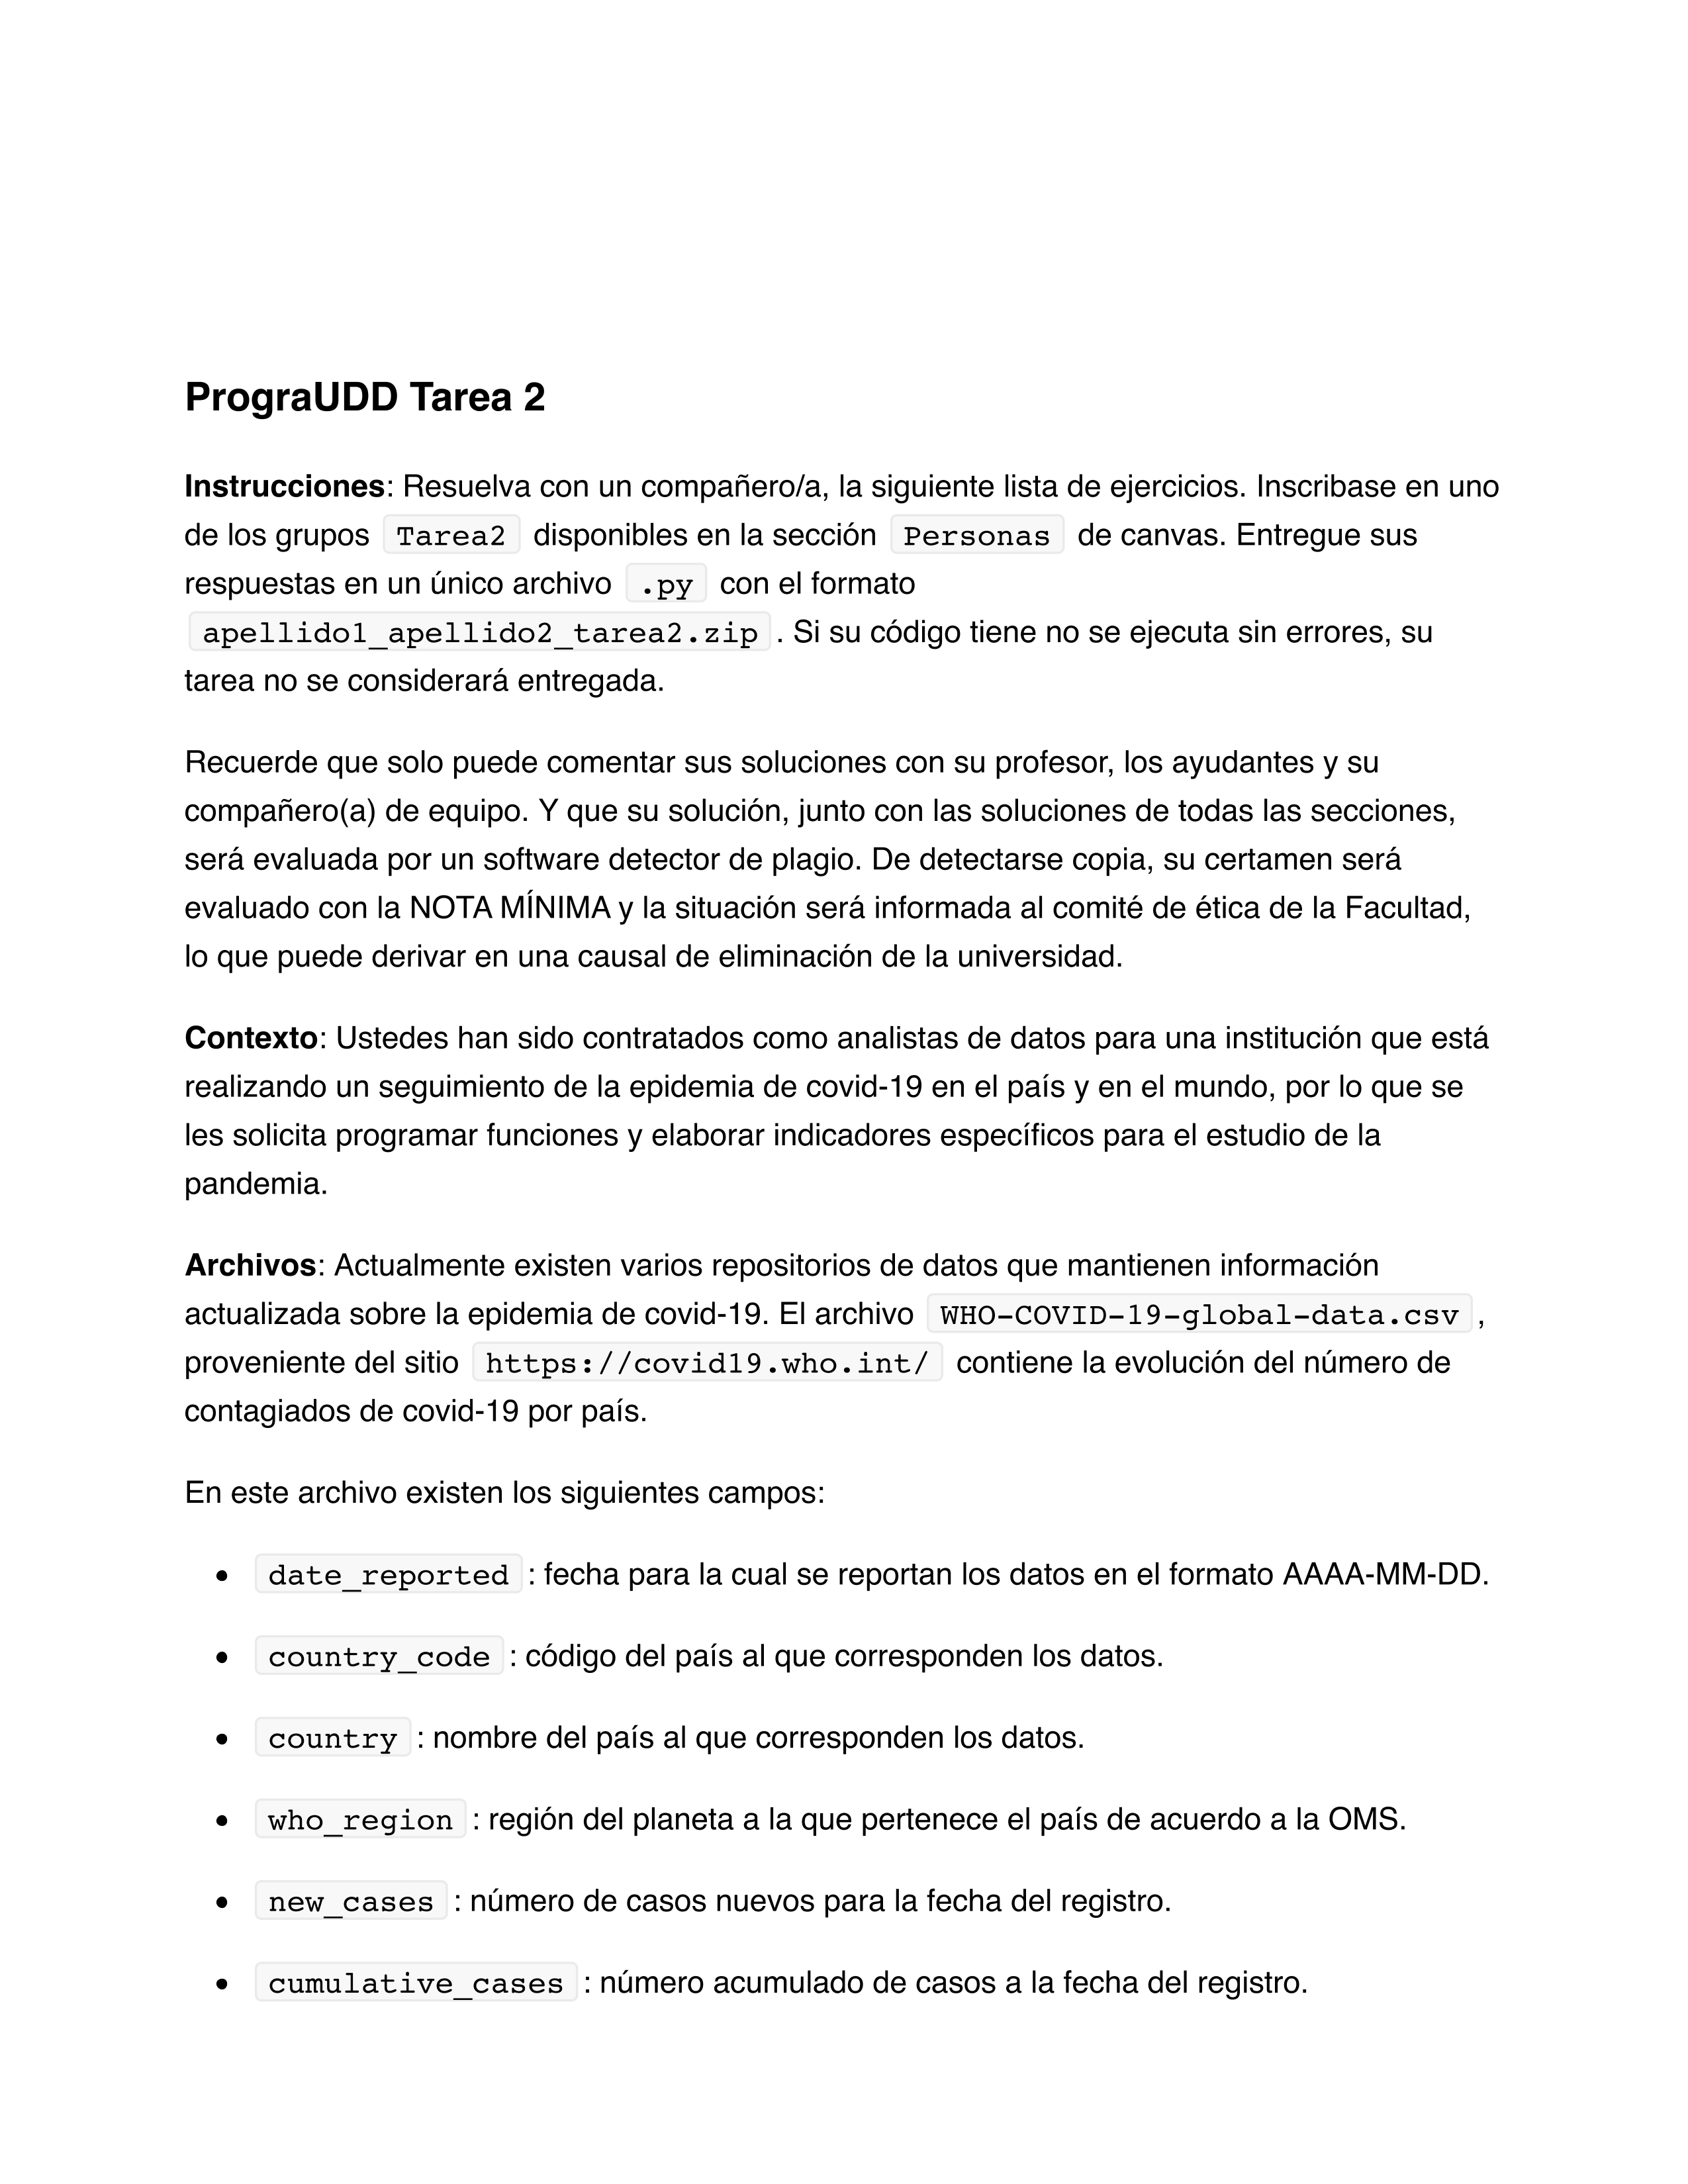 PrograUDD Tarea 2
Instrucciones: Resuelva con un compañero/a, la siguiente lista de ejercicios. Inscribase en uno
de los grupos Tarea2 disponibles en la sección Personas de canvas. Entregue sus
respuestas en un único archivo .py con el formato
apellido1_apellido2_tarea2.zip . Si su código tiene no se ejecuta sin errores, su
tarea no se considerará entregada.
Recuerde que solo puede comentar sus soluciones con su profesor, los ayudantes y su
compañero(a) de equipo. Y que su solución, junto con las soluciones de todas las secciones,
será evaluada por un software detector de plagio. De detectarse copia, su certamen será
evaluado con la NOTA MÍNIMA y la situación será informada al comité de ética de la Facultad,
lo que puede derivar en una causal de eliminación de la universidad.
Contexto: Ustedes han sido contratados como analistas de datos para una institución que está
realizando un seguimiento de la epidemia de covid-19 en el país y en el mundo, por lo que se
les solicita programar funciones y elaborar indicadores específicos para el estudio de la
pandemia.
Archivos: Actualmente existen varios repositorios de datos que mantienen información
actualizada sobre la epidemia de covid-19. El archivo WHO-COVID-19-global-data.csv ,
proveniente del sitio https://covid19.who.int/ contiene la evolución del número de
contagiados de covid-19 por país.
En este archivo existen los siguientes campos:
• date_reported : fecha para la cual se reportan los datos en el formato AAAA-MM-DD.
• country_code : código del país al que corresponden los datos.
• country : nombre del país al que corresponden los datos.
• who_region : región del planeta a la que pertenece el país de acuerdo a la OMS.
• new_cases : número de casos nuevos para la fecha del registro.
• cumulative_cases : número acumulado de casos a la fecha del registro.